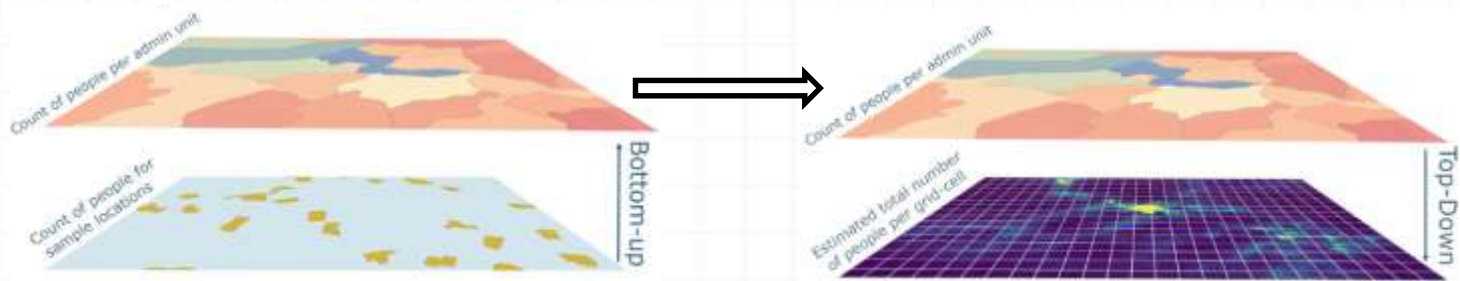 Count of people per admin unit
Bottom-up
Count of people for
sample locations
Count of people per admin unit
Top-Down
Estimated total number
of people per grid-cell